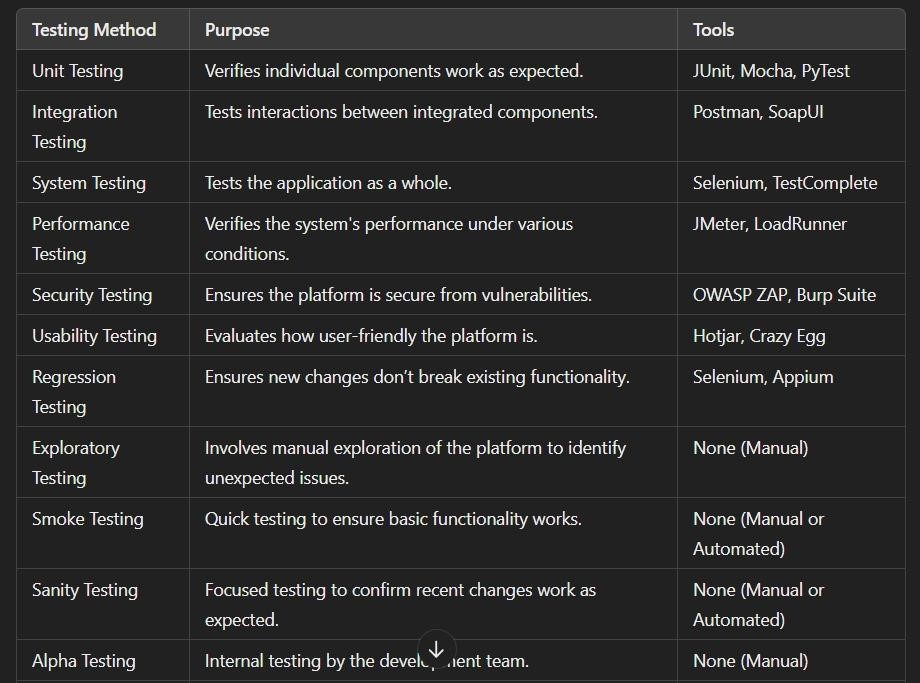 Testing Method Purpose Tools
Unit Testing Verifies individual components work as expected. JUnit, Mocha, PyTest
Integration Tests interactions between integrated components. Postman, SoapUI
Testing
System Testing Tests the application as a whole. Selenium, TestComplete
Performance Verifies the system's performance under various JMeter, LoadRunner
Testing conditions.
Security Testing Ensures the platform is secure from vulnerabilities. OWASP ZAP, Burp Suite
Usability Testing Evaluates how user-friendly the platform is. Hotjar, Crazy Egg
Regression Ensures new changes don’t break existing functionality. Selenium, Appium
Testing
Exploratory Involves manual exploration of the platform to identify None (Manual)
Testing unexpected issues.
Smoke Testing Quick testing to ensure basic functionality works. None (Manual or
Automated)
Sanity Testing Focused testing to confirm recent changes work as None (Manual or
expected. Automated)
Alpha Testing Internal testing by the development team. None (Manual)